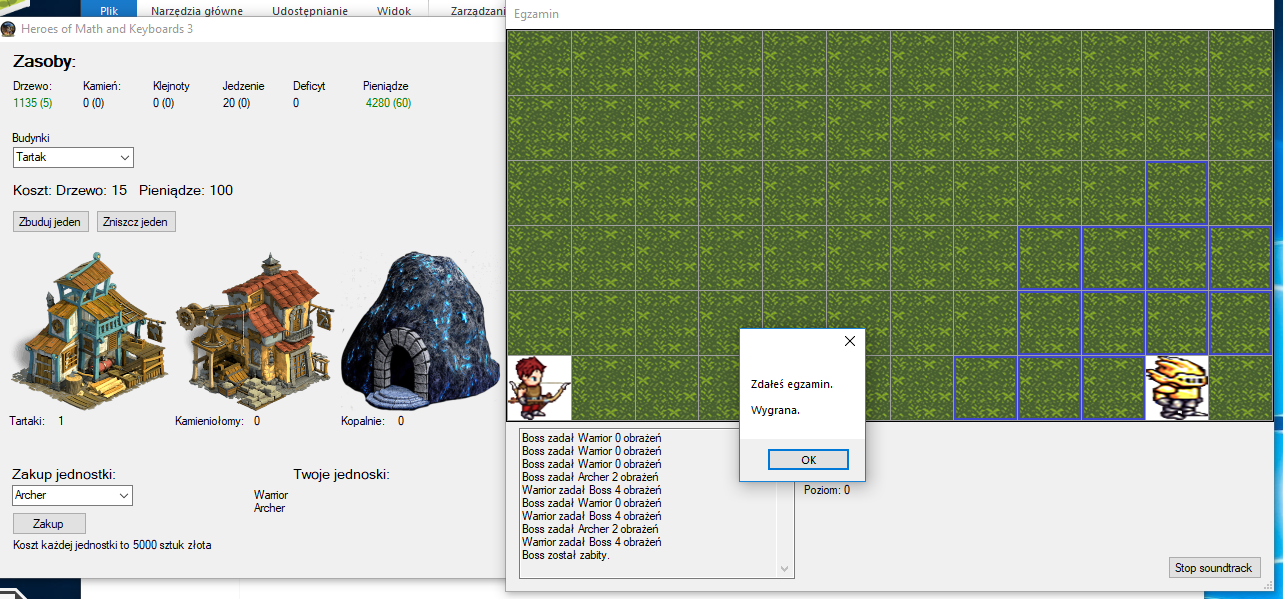 Plik Narzędzia główne Udostępnianie Widok Zarządzani
Heroes of Math and Keyboards 3
Zasoby:
Drzewo: Kamień: Klejnoty Jedzenie Deficyt Pieniądze
1135 (5) 0 (0) 0 (0) 20 (0) 0 4280 (60)
Budynki
Tartak
Koszt: Drzewo: 15 Pieniądze: 100
Zbuduj jeden Zniszcz jeden
Tartaki: 1 Kamieniołomy: 0 Kopalnie: 0
Zakup jednostki: Twoje jednoski:
Archer
Warrior
Archer
Zakup
Koszt każdej jednostki to 5000 sztuk złota
Egzamin
Zdałeś egzamin.
Wygrana.
OK
Boss zadał Warrior 0 obrażeń
Boss zadał Warrior 0 obrażeń
Boss zadał Warrior 0 obrażeń
Boss zadał Archer 2 obrażeń
Warrior zadał Boss 4 obrażeń
Boss zadał Warrior 0 obrażeń
Warrior zadał Boss 4 obrażeń
Boss zadał Archer 2 obrażeń
Warrior zadał Boss 4 obrażeń
Boss został zabity.
Poziom: 0
Stop soundtrack